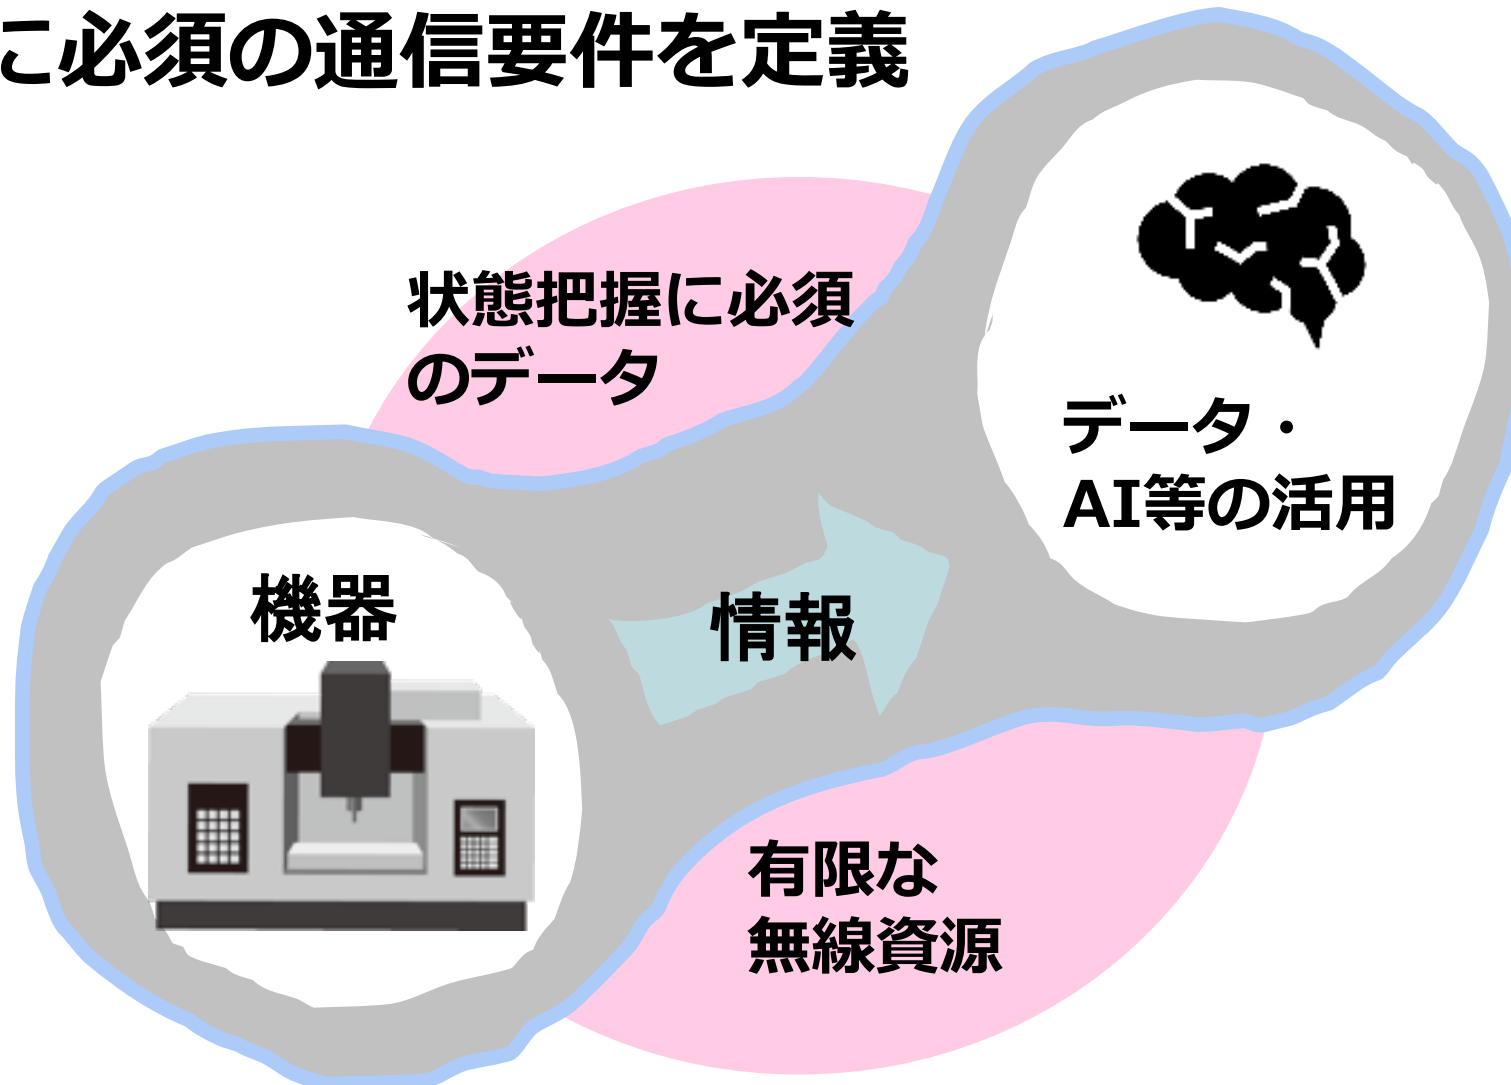 に必須の通信要件を定義
状態把握に必須
のデータ
データ・
AI等の活用
機器
情報
有限な
無線資源